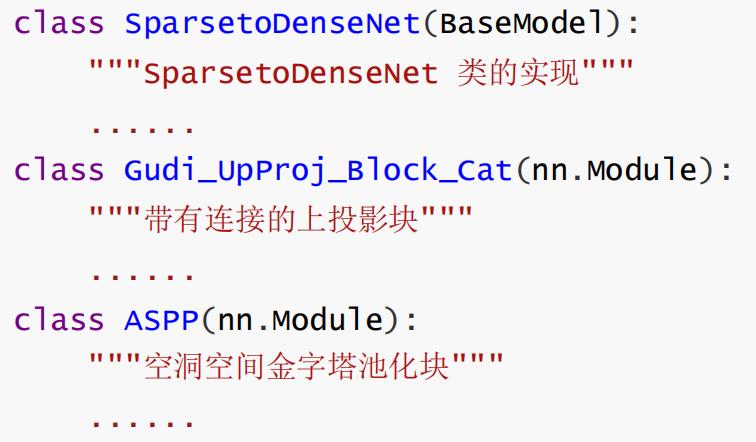 class SparsetoDenseNet(BaseModel):
"""SparsetoDenseNet 类的实现"""
......
class Gudi_UpProj_Block_Cat(nn.Module):
"""带有连接的上投影块"""
......
class ASPP(nn.Module):
"""空洞空间金字塔池化块"""
......